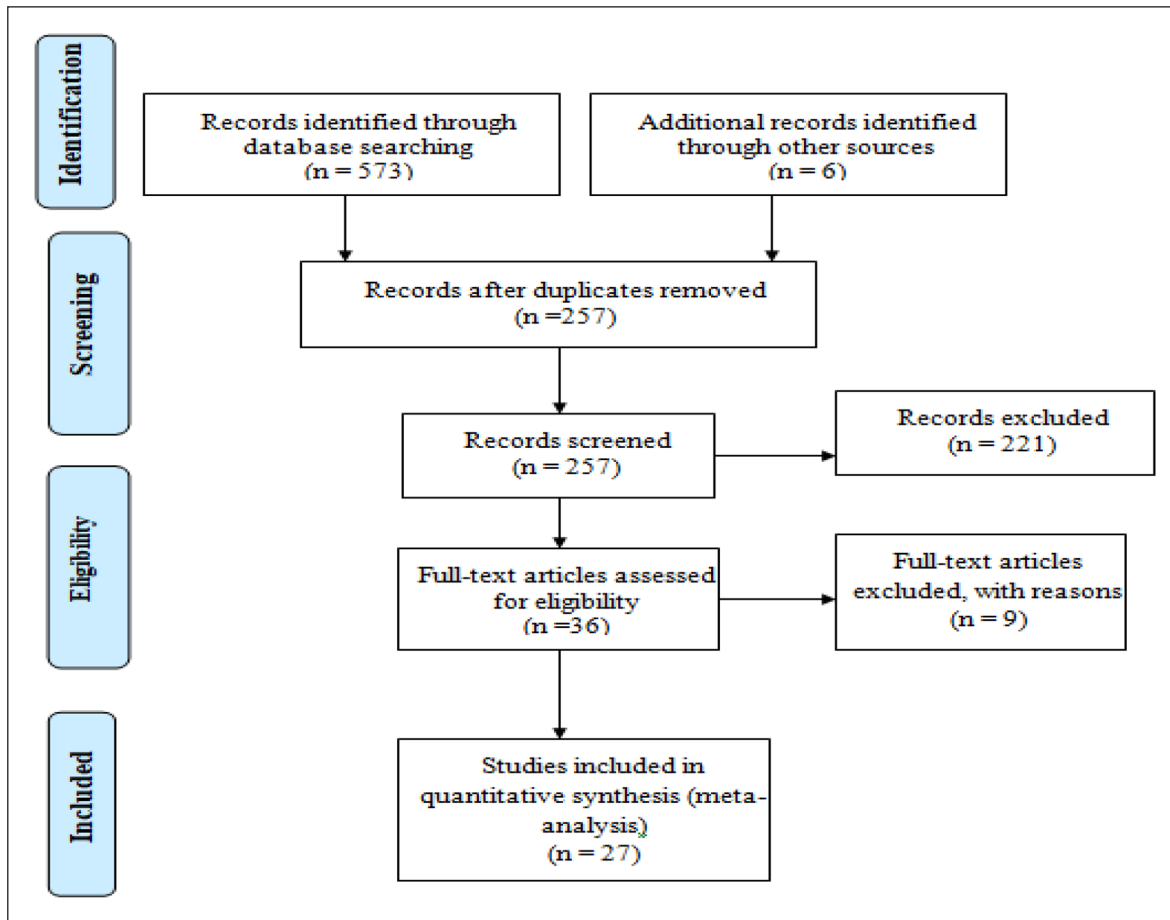 Identification
Records identified through
database searching
(n = 573)
Additional records identified
through other sources
(n = 6)
Screening
Records after duplicates removed
(n =257)
Records screened
(n = 257)
Records excluded
(n = 221)
Eligibility
Full-text articles assessed
for eligibility
(n =36)
Full-text articles
excluded, with reasons
(n = 9)
Included
Studies included in
quantitative synthesis (meta-
analysis)
(n = 27)